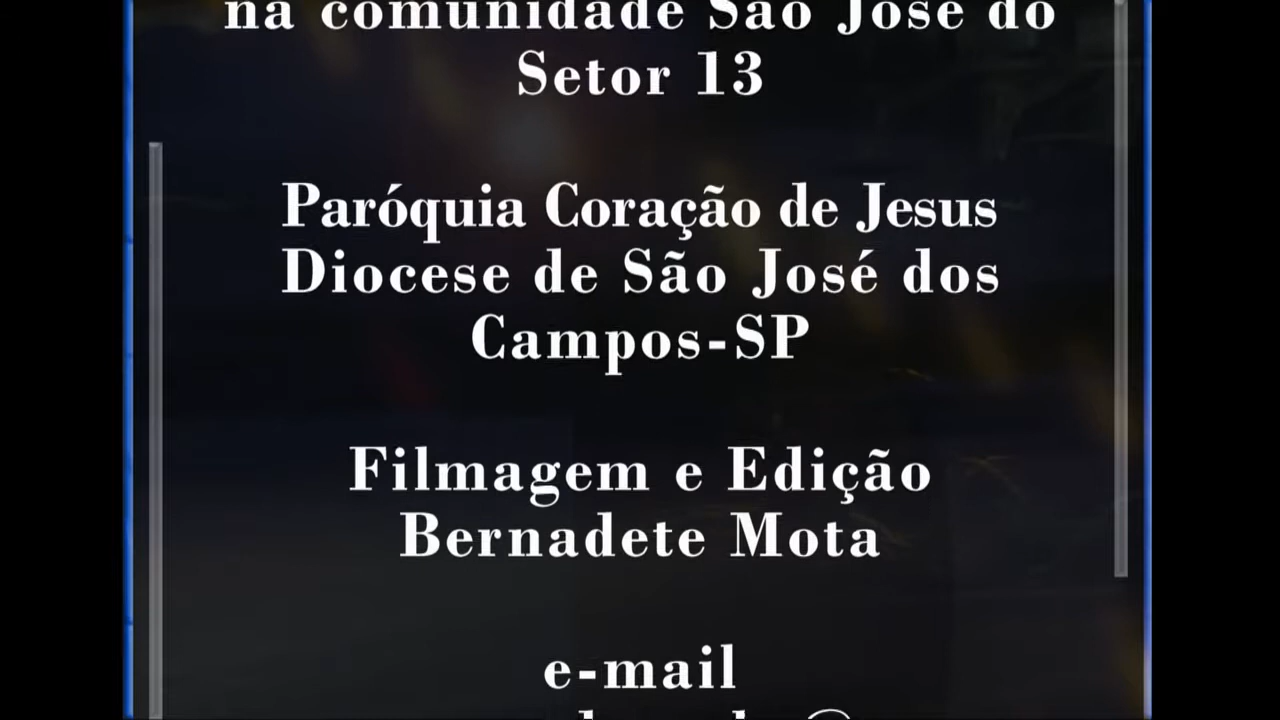 na comunidade São José do
Setor 13
Paróquia Coração de Jesus
Diocese de São José dos
Campos-SP
Filmagem e Edição
Bernadete Mota
e-mail